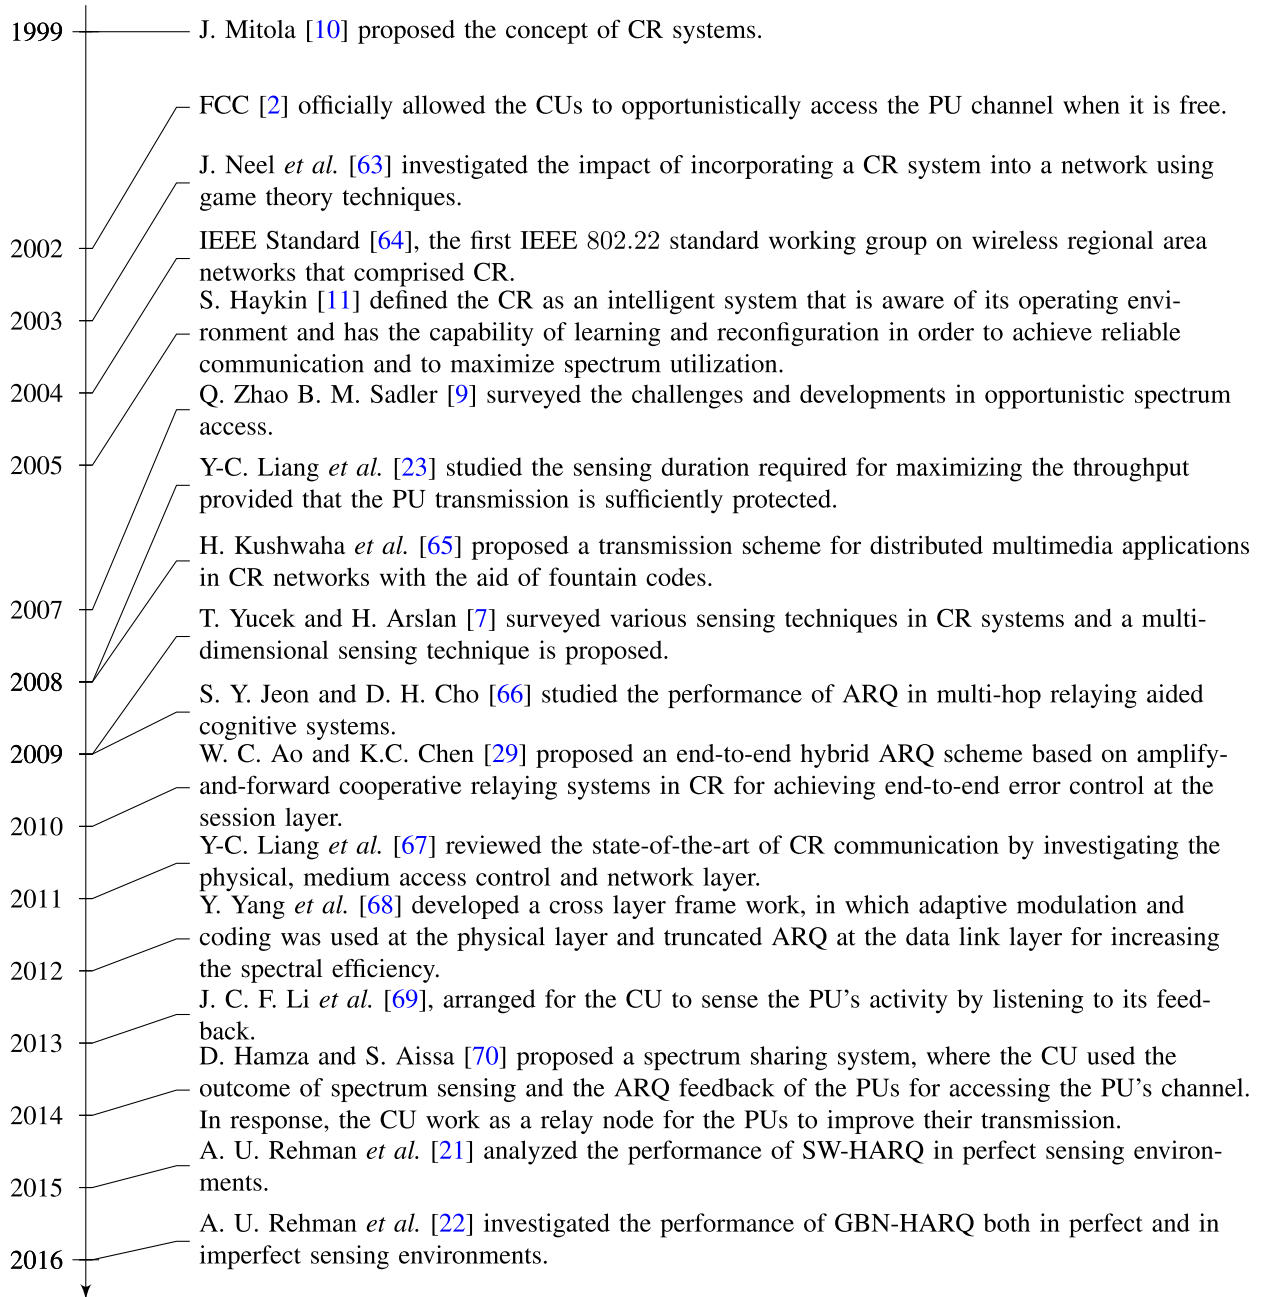 1999 J. Mitola [10] proposed the concept of CR systems.
FCC [2] officially allowed the CUs to opportunistically access the PU channel when it is free.
J. Neel et al. [63] investigated the impact of incorporating a CR system into a network using
game theory techniques.
2002
IEEE Standard [64], the first IEEE 802.22 standard working group on wireless regional area
networks that comprised CR.
S. Haykin [11] defined the CR as an intelligent system that is aware of its operating envi-
2003
ronment and has the capability of learning and reconfiguration in order to achieve reliable
communication and to maximize spectrum utilization.
2004
Q. Zhao B. M. Sadler [9] surveyed the challenges and developments in opportunistic spectrum
access.
2005
Y-C. Liang et al. [23] studied the sensing duration required for maximizing the throughput
provided that the PU transmission is sufficiently protected.
H. Kushwaha et al. [65] proposed a transmission scheme for distributed multimedia applications
in CR networks with the aid of fountain codes.
2007
T. Yucek and H. Arslan [7] surveyed various sensing techniques in CR systems and a multi-
dimensional sensing technique is proposed.
2008
S. Y. Jeon and D. H. Cho [66] studied the performance of ARQ in multi-hop relaying aided
cognitive systems.
2009
W. C. Ao and K.C. Chen [29] proposed an end-to-end hybrid ARQ scheme based on amplify-
and-forward cooperative relaying systems in CR for achieving end-to-end error control at the
session layer.
2010
Y-C. Liang et al. [67] reviewed the state-of-the-art of CR communication by investigating the
physical, medium access control and network layer.
2011
Y. Yang et al. [68] developed a cross layer frame work, in which adaptive modulation and
coding was used at the physical layer and truncated ARQ at the data link layer for increasing
the spectral efficiency.
2012
J. C. F. Li et al. [69], arranged for the CU to sense the PU's activity by listening to its feed-
back.
2013
D. Hamza and S. Aissa [70] proposed a spectrum sharing system, where the CU used the
outcome of spectrum sensing and the ARQ feedback of the PUs for accessing the PU's channel.
In response, the CU work as a relay node for the PUs to improve their transmission.
2014
A. U. Rehman et al. [21] analyzed the performance of SW-HARQ in perfect sensing environ-
ments.
2015
A. U. Rehman et al. [22] investigated the performance of GBN-HARQ both in perfect and in
imperfect sensing environments.
2016